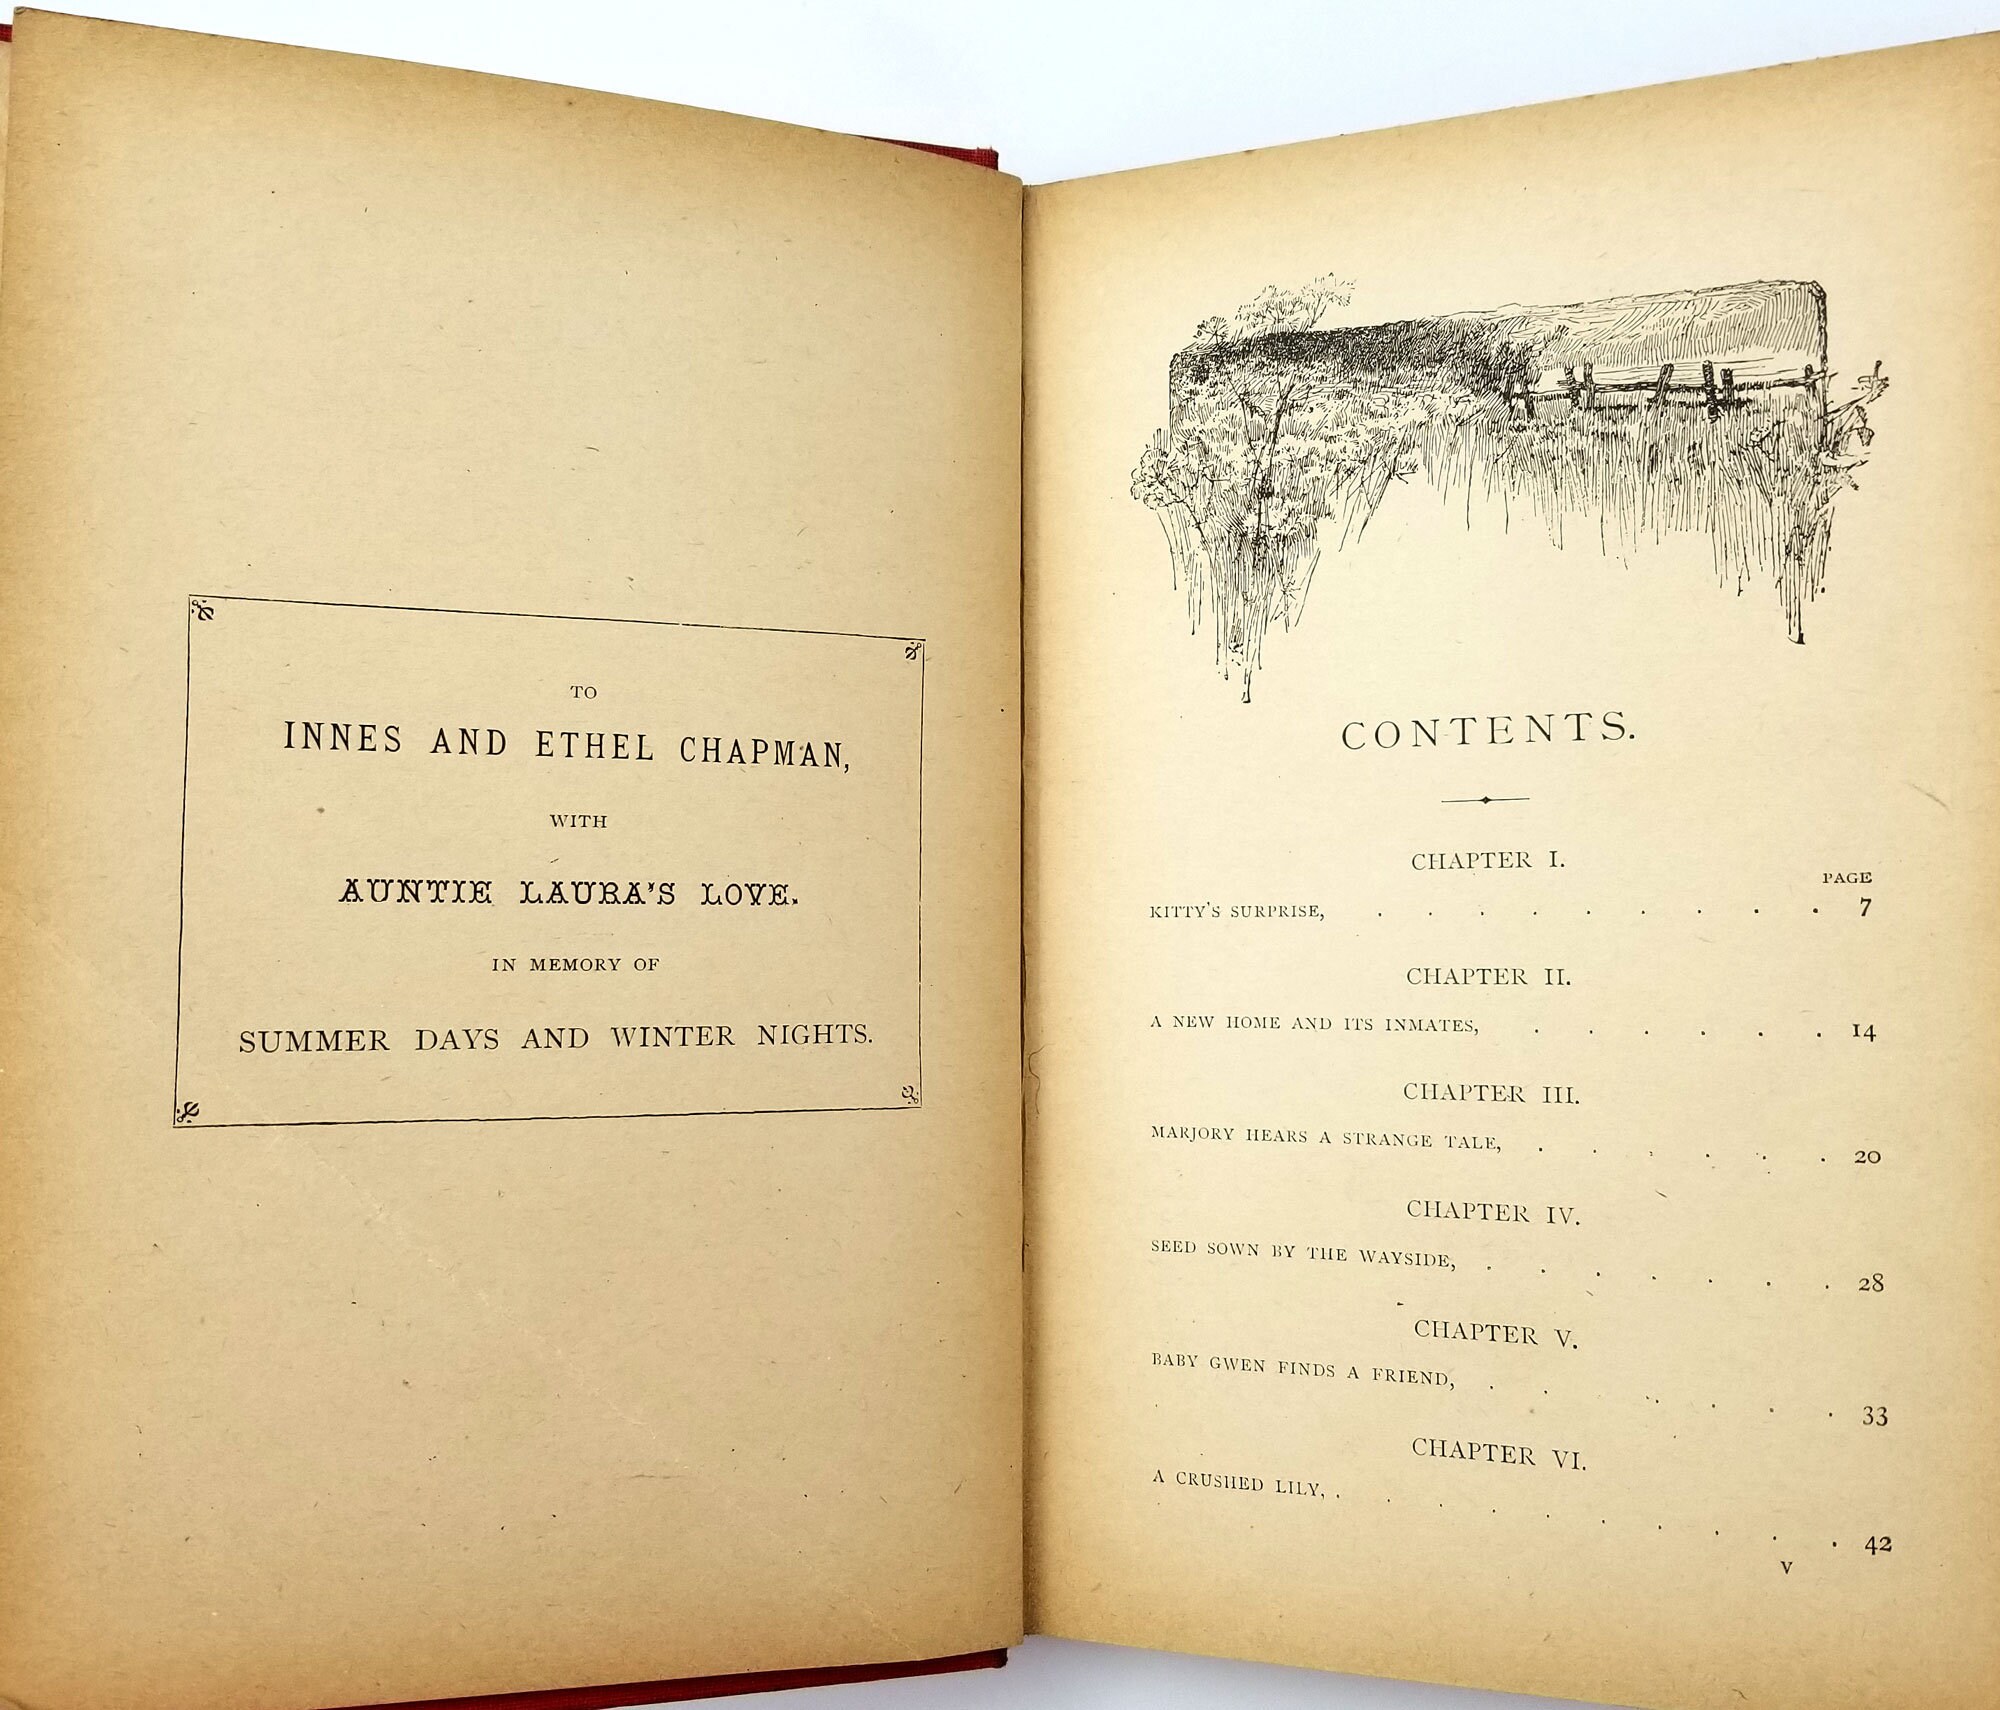 TO
INNES AND ETHEL CHAPMAN,
WITH
AUNTIE LAURA'S LOVE.
IN MEMORY OF
SUMMER DAYS AND WINTER NIGHTS.
CONTENTS.
CHAPTER I.
PAGE
KITTY'S SURPRISE, . . . . . . . . . 7
CHAPTER II.
A NEW HOME AND ITS INMATES, . . . . . . 14
CHAPTER III.
MARJORY HEARS A STRANGE TALE, . . . . . . 20
CHAPTER IV.
SEED SOWN BY THE WAYSIDE, . . . . . . . 28
CHAPTER V.
BABY GWEN FINDS A FRIEND, . . . . . . 33
CHAPTER VI.
A CRUSHED LILY, . . . . . . . . . . 42
v